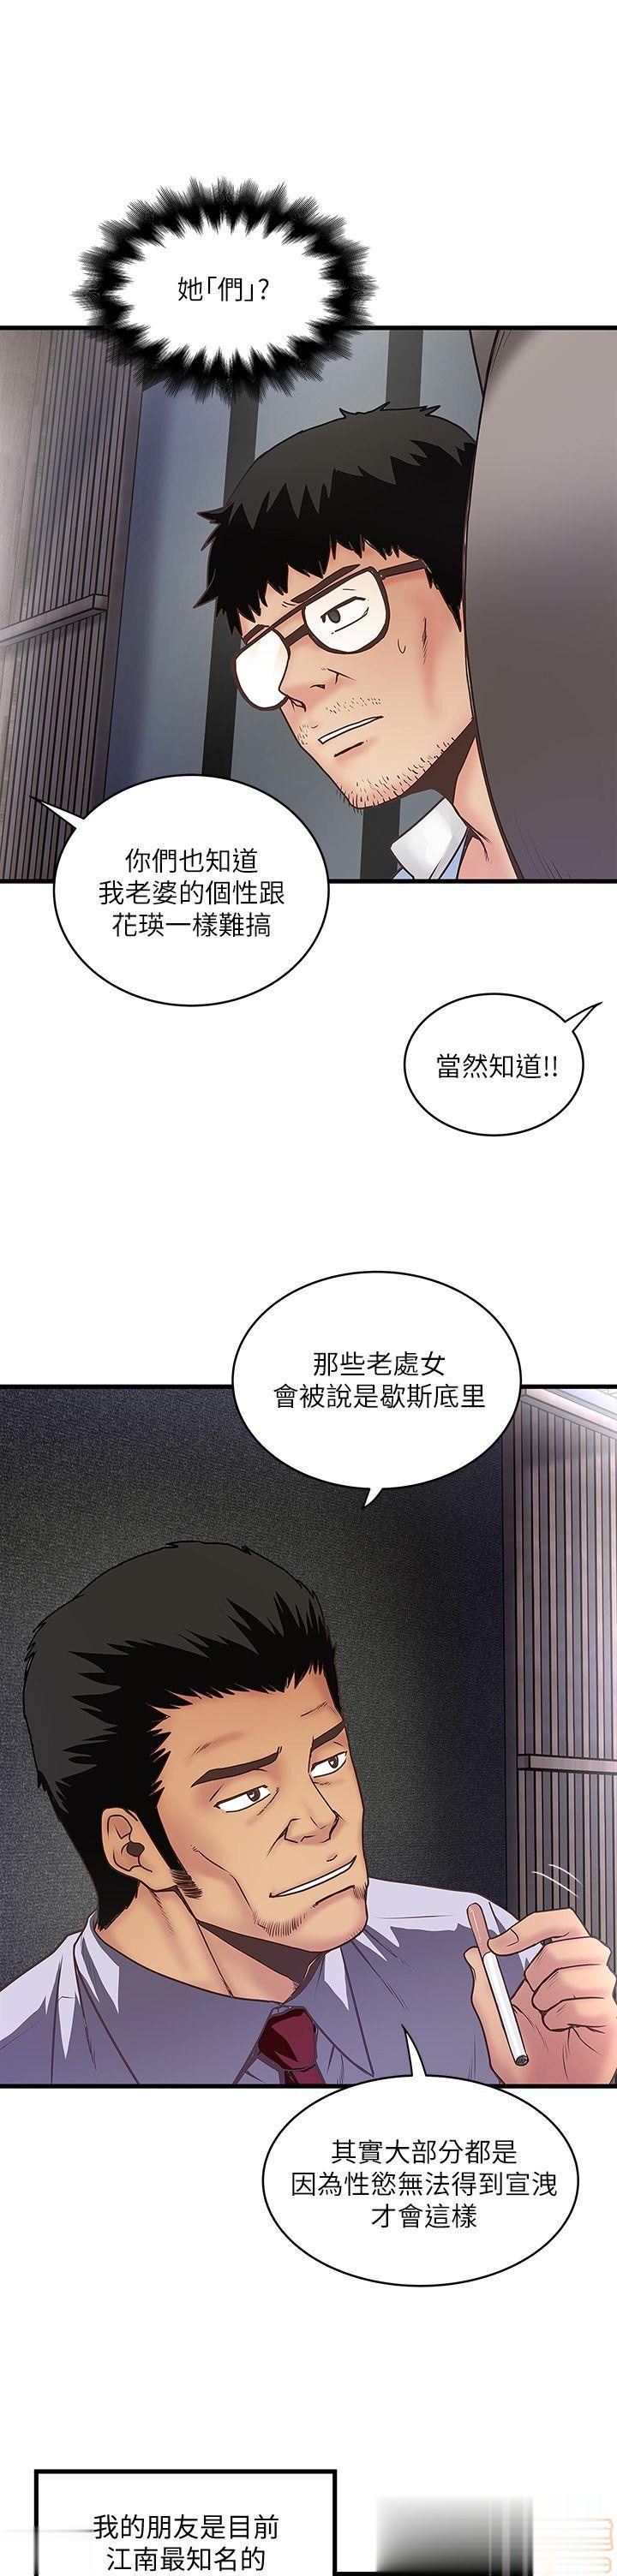 她「們」?
你們也知道
我老婆的個性跟
花瑛一樣難搞
當然知道!!
那些老處女
會被說是歇斯底里
其實大部分都是
因為性慾無法得到宣洩
才會這樣
我的朋友是目前
江南最知名的